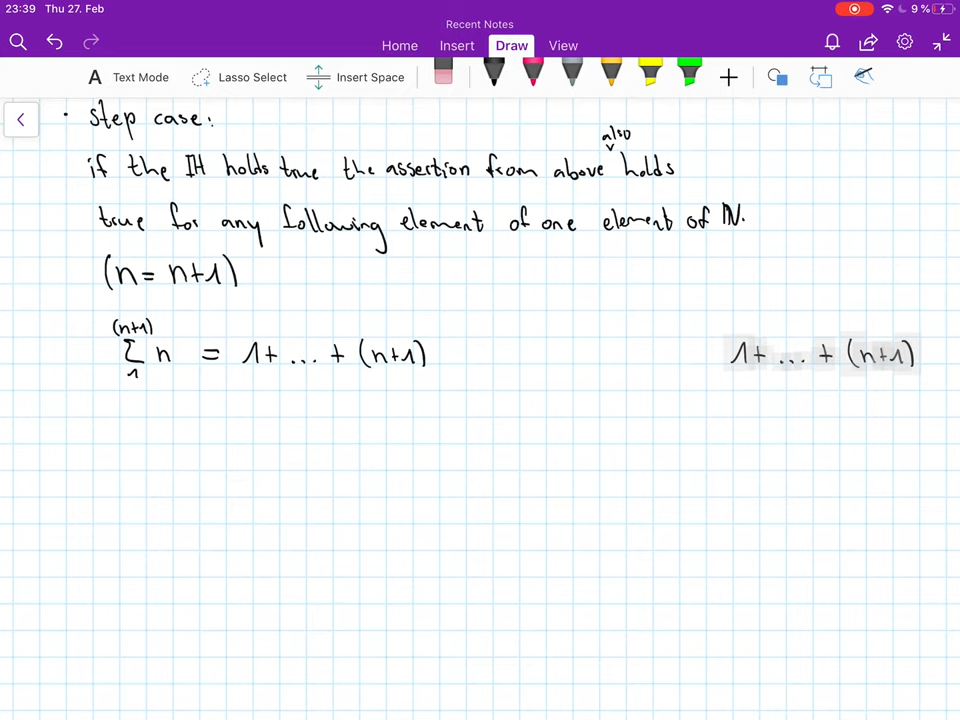 23:39 Thu 27. Feb
9 %
Recent Notes
Home Insert Draw View
Text Mode Lasso Select Insert Space
· Step case:
also
if the IH holds true the assertion from above holds
true for any following element of one element of ℕ.
(n = n+1)
(n+1)
Σ n = 1+ ... + (n+1) 1+ ... + (n+1)
1